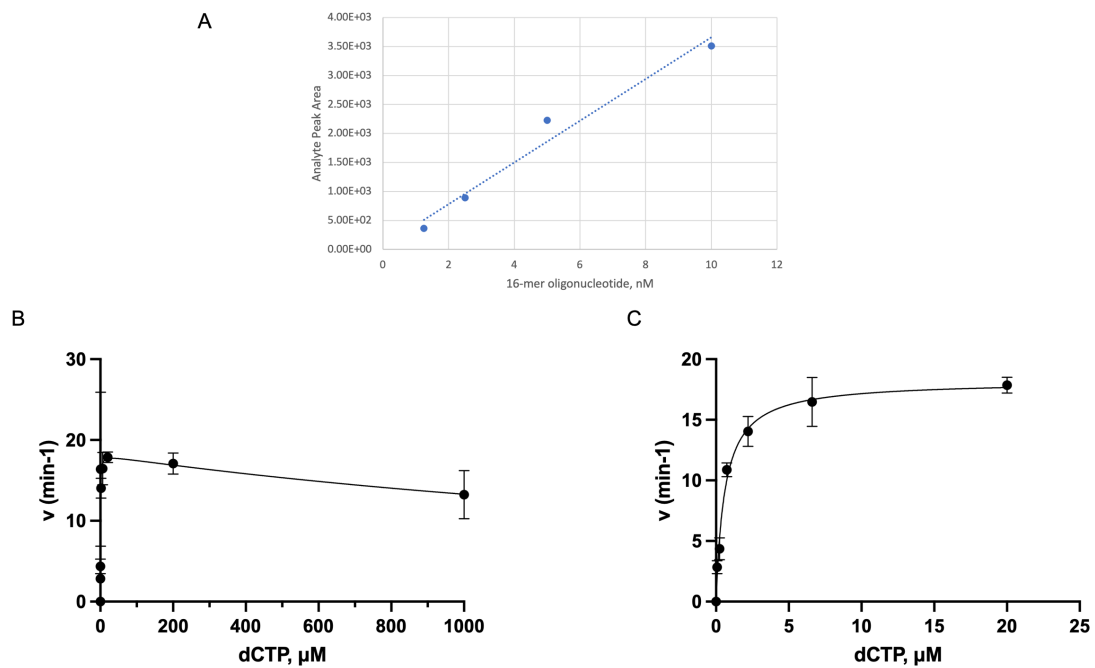 A
4.00E+03
3.50E+03
3.00E+03
2.50E+03
2.00E+03
1.50E+03
1.00E+03
5.00E+02
0.00E+00
Analyte Peak Area
0 2 4 6 8 10 12
16-mer oligonucleotide, nM
B
30
20
10
0
v (min-1)
0 200 400 600 800 1000
dCTP, µM
C
20
15
10
5
0
v (min-1)
0 5 10 15 20 25
dCTP, µM